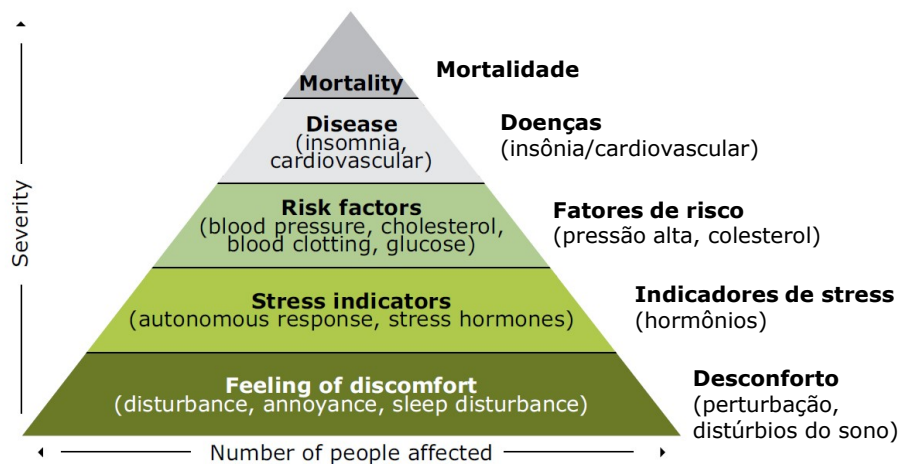 Severity
Mortality
Mortalidade
Disease
(insomnia,
cardiovascular)
Doenças
(insônia/cardiovascular)
Risk factors
(blood pressure, cholesterol,
blood clotting, glucose)
Fatores de risco
(pressão alta, colesterol)
Stress indicators
(autonomous response, stress hormones)
Indicadores de stress
(hormônios)
Feeling of discomfort
(disturbance, annoyance, sleep disturbance)
Desconforto
(perturbação,
distúrbios do sono)
Number of people affected